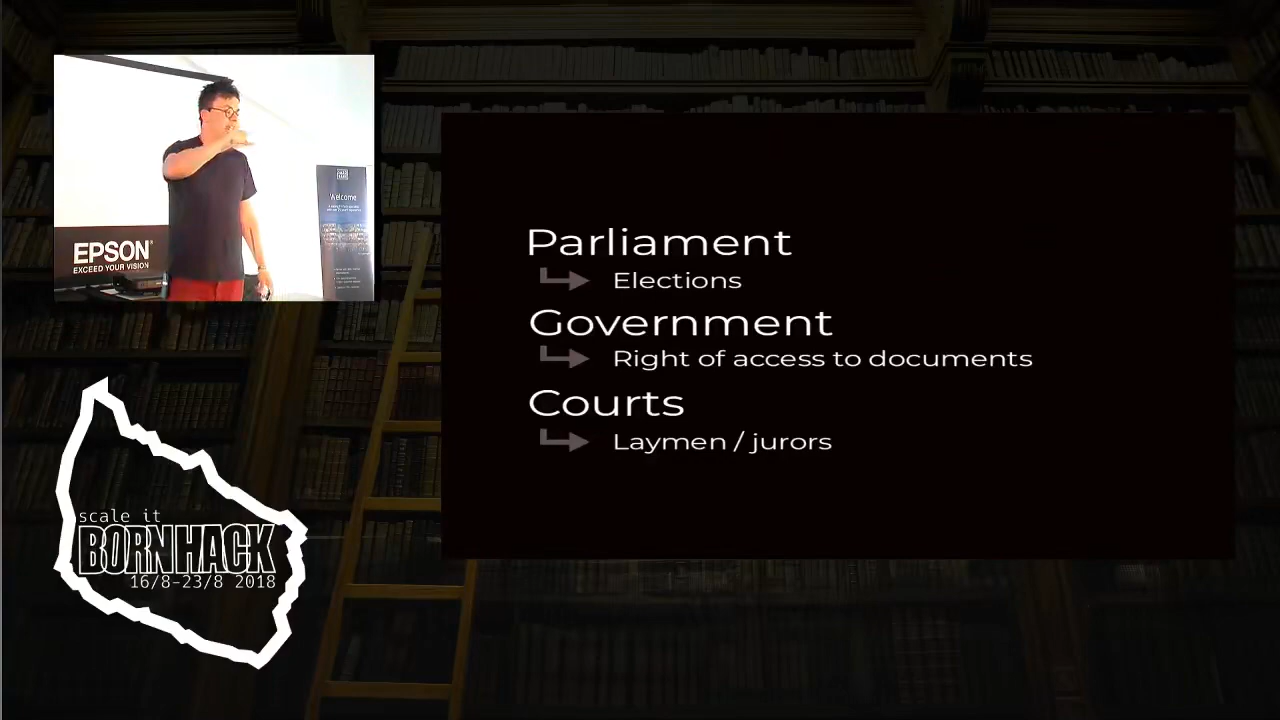 Welcome
EPSON
EXCEED YOUR VISION
Parliament
Elections
Government
Right of access to documents
Courts
Laymen / jurors
scale it
BORNHACK
16/8-23/8 2018